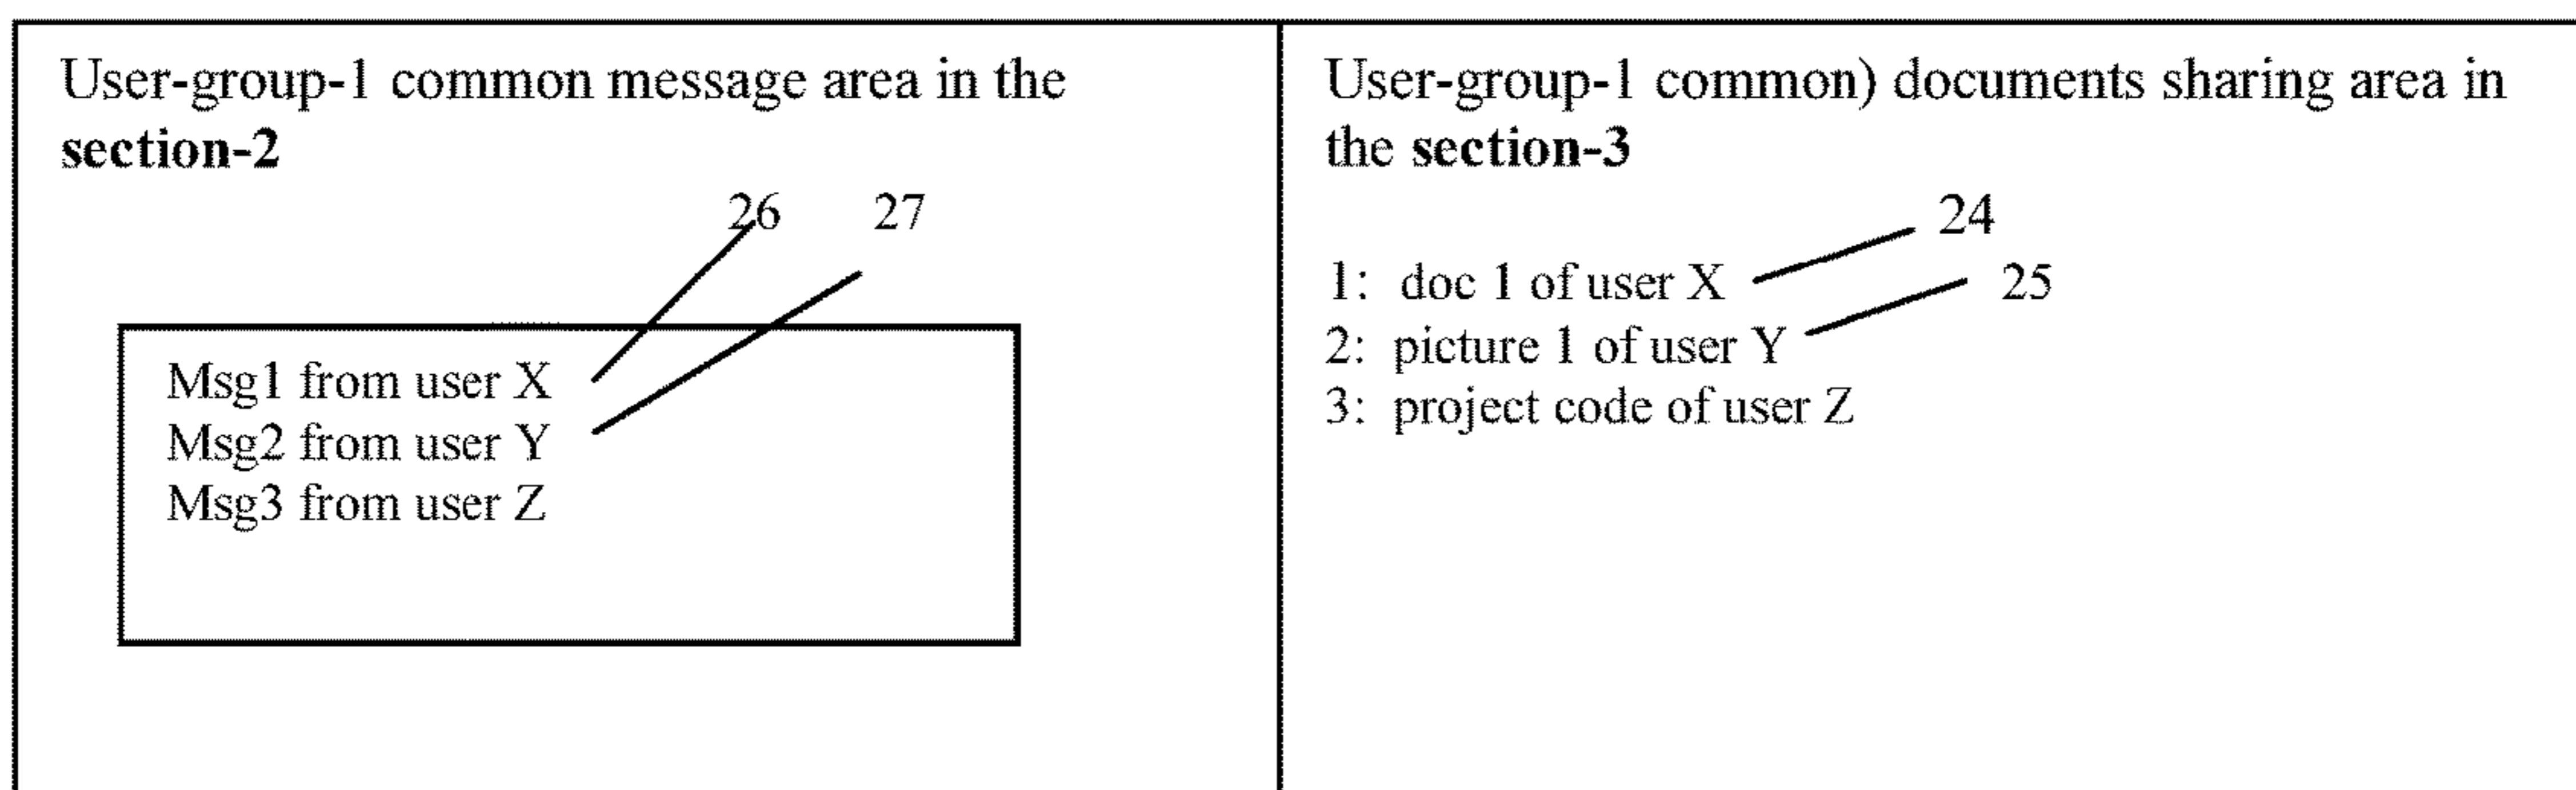 User-group-1 common message area in the
section-2
26 27
Msg1 from user X
Msg2 from user Y
Msg3 from user Z
User-group-1 common) documents sharing area in
the section-3
24
1: doc 1 of user X
25
2: picture 1 of user Y
3: project code of user Z